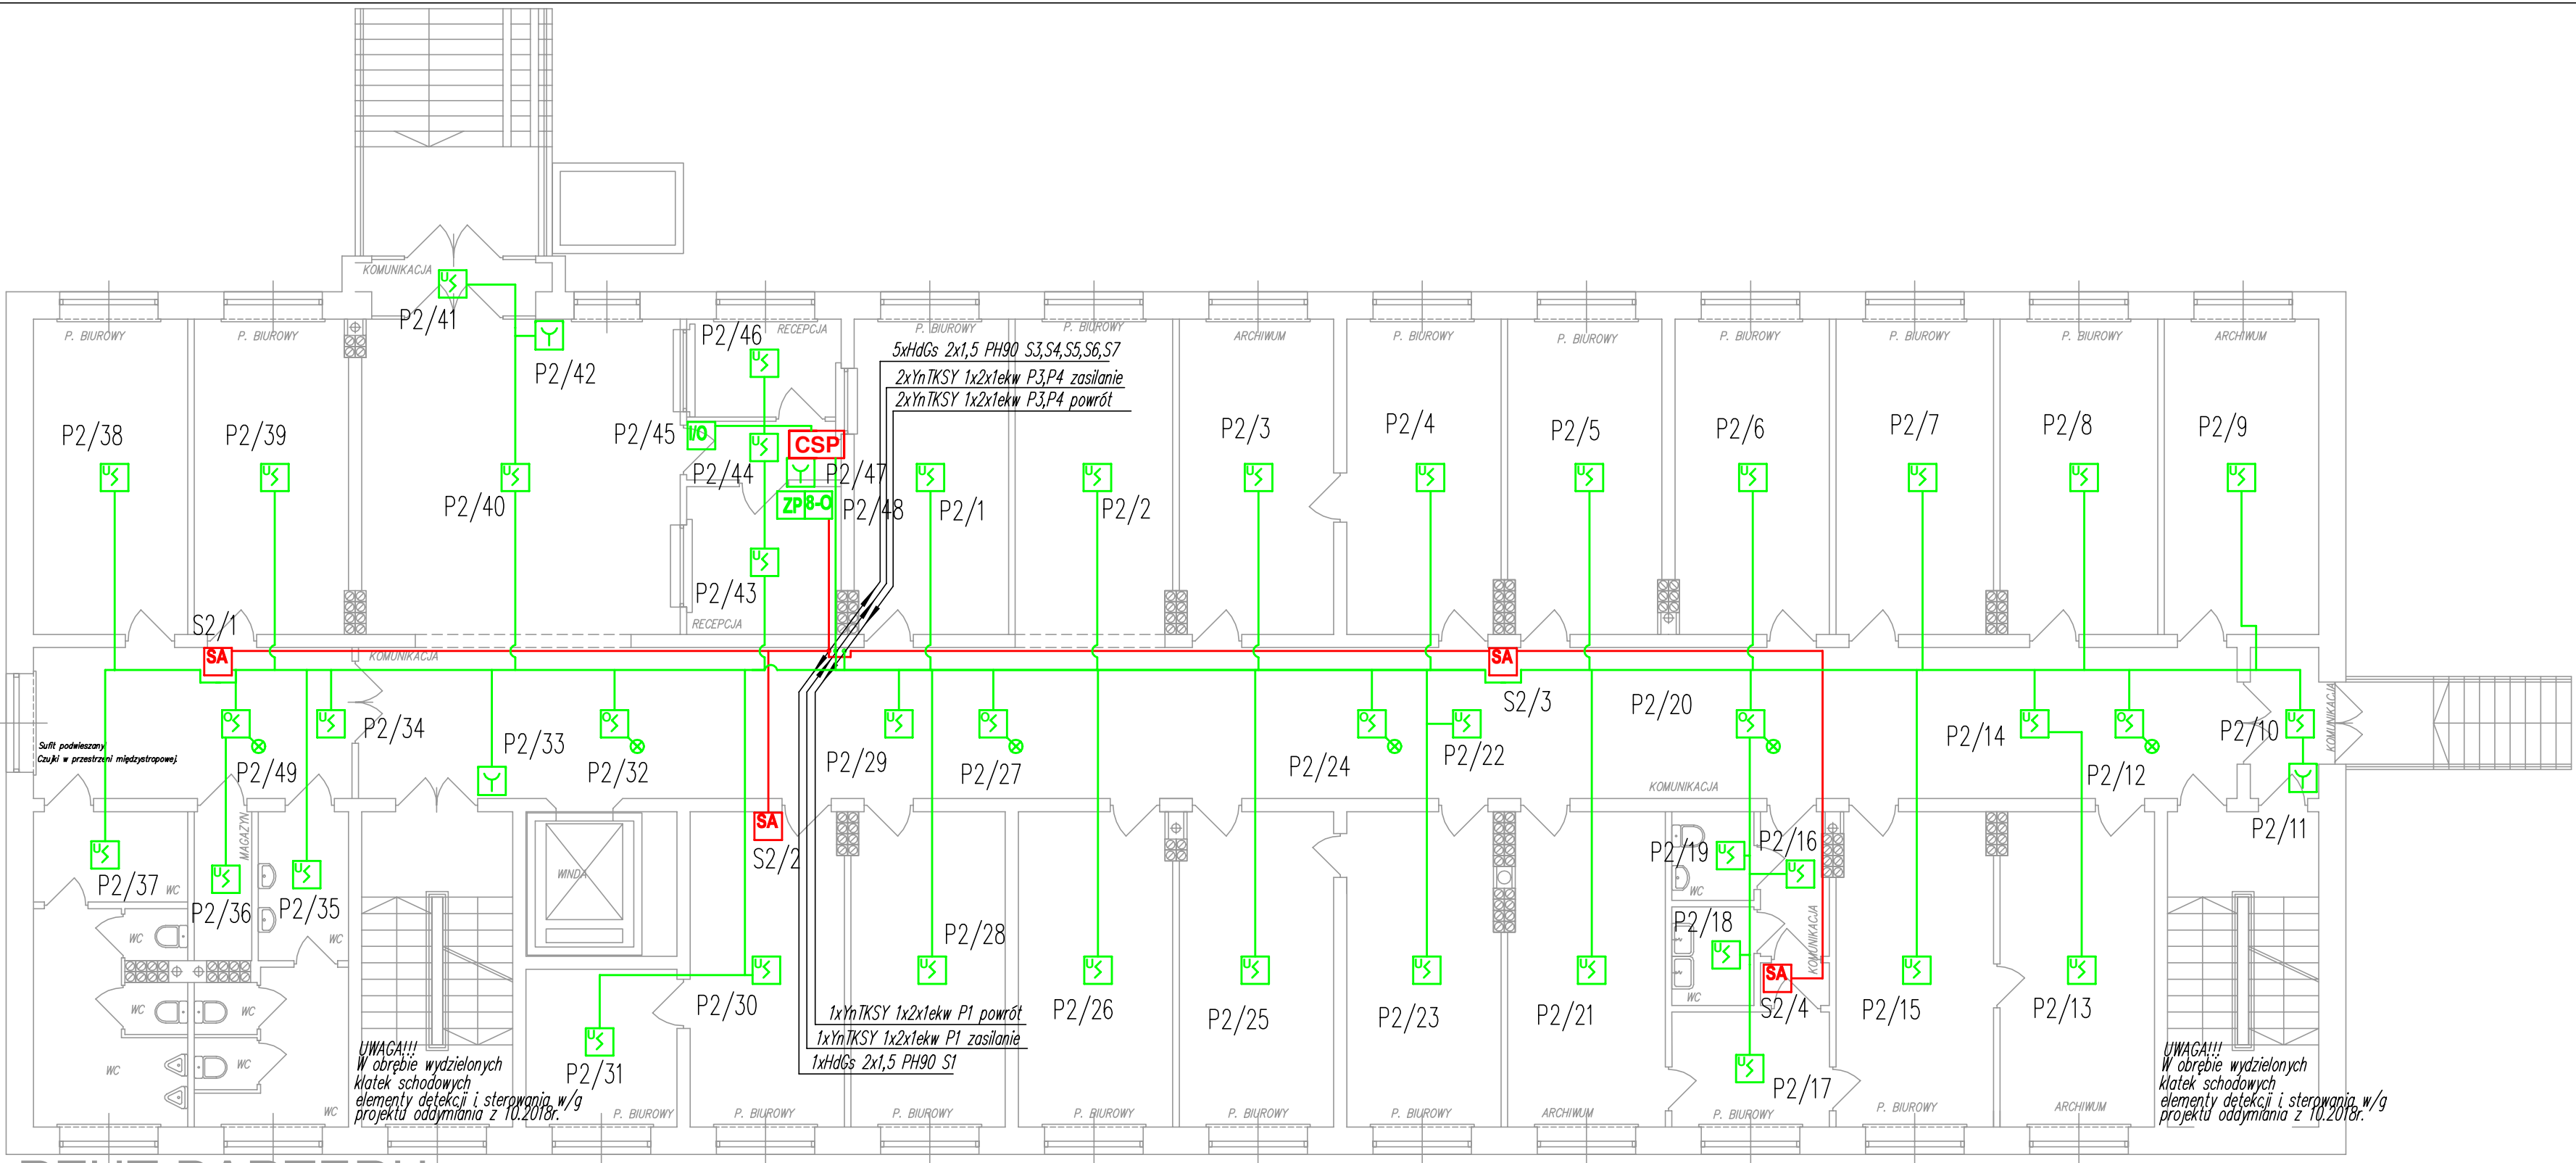 KOMUNIKACJA
P2/41
P. BIUROWY
P. BIUROWY
P2/46
RECEPCJA
P. BIUROWY
P. BIUROWY
ARCHIWUM
P. BIUROWY
P. BIUROWY
P. BIUROWY
P. BIUROWY
P. BIUROWY
ARCHIWUM
5xHdGs 2x1,5 PH90 S3,S4,S5,S6,S7
2xYnTKSY 1x2x1ekw P3,P4 zasilanie
2xYnTKSY 1x2x1ekw P3,P4 powrót
P2/42
P2/38
P2/39
P2/45
I/O
CSP
P2/3
P2/4
P2/5
P2/6
P2/7
P2/8
P2/9
P2/44
P2/47
P2/40
ZP 8-O
P2/48
P2/1
P2/2
P2/43
RECEPCJA
S2/1
SA
KOMUNIKACJA
SA
S2/3
P2/34
P2/33
P2/49
P2/32
P2/29
P2/27
P2/24
P2/22
P2/20
P2/14
P2/12
P2/10
KOMUNIKACJA
Sufit podwieszany
Czujki w przestrzeni międzystropowej.
KOMUNIKACJA
P2/11
MAGAZYN
SA
S2/2
WINDA
P2/37
WC
P2/36
P2/35
P2/19
P2/16
WC
P2/18
KOMUNIKACJA
WC
WC
P2/28
SA
S2/4
WC
P2/30
P2/26
P2/25
P2/23
P2/21
P2/15
P2/13
WC
WC
1xYnTKSY 1x2x1ekw P1 powrót
1xYnTKSY 1x2x1ekw P1 zasilanie
1xHdGs 2x1,5 PH90 S1
WC
WC
WC
P2/31
P2/17
UWAGA!!!
W obrębie wydzielonych
klatek schodowych
elementy detekcji i sterowania w/g
projektu oddymiania z 10.2018r.
UWAGA!!!
W obrębie wydzielonych
klatek schodowych
elementy detekcji i sterowania w/g
projektu oddymiania z 10.2018r.
P. BIUROWY
P. BIUROWY
P. BIUROWY
P. BIUROWY
P. BIUROWY
P. BIUROWY
ARCHIWUM
P. BIUROWY
P. BIUROWY
ARCHIWUM